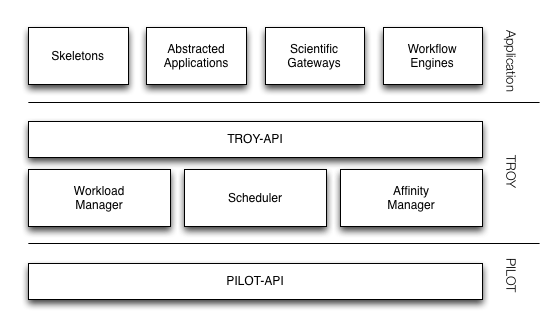 Skeletons
Abstracted
Applications
Scientific
Gateways
Workflow
Engines
Application
TROY-API
Workload
Manager
Scheduler
Affinity
Manager
TROY
PILOT-API
PILOT